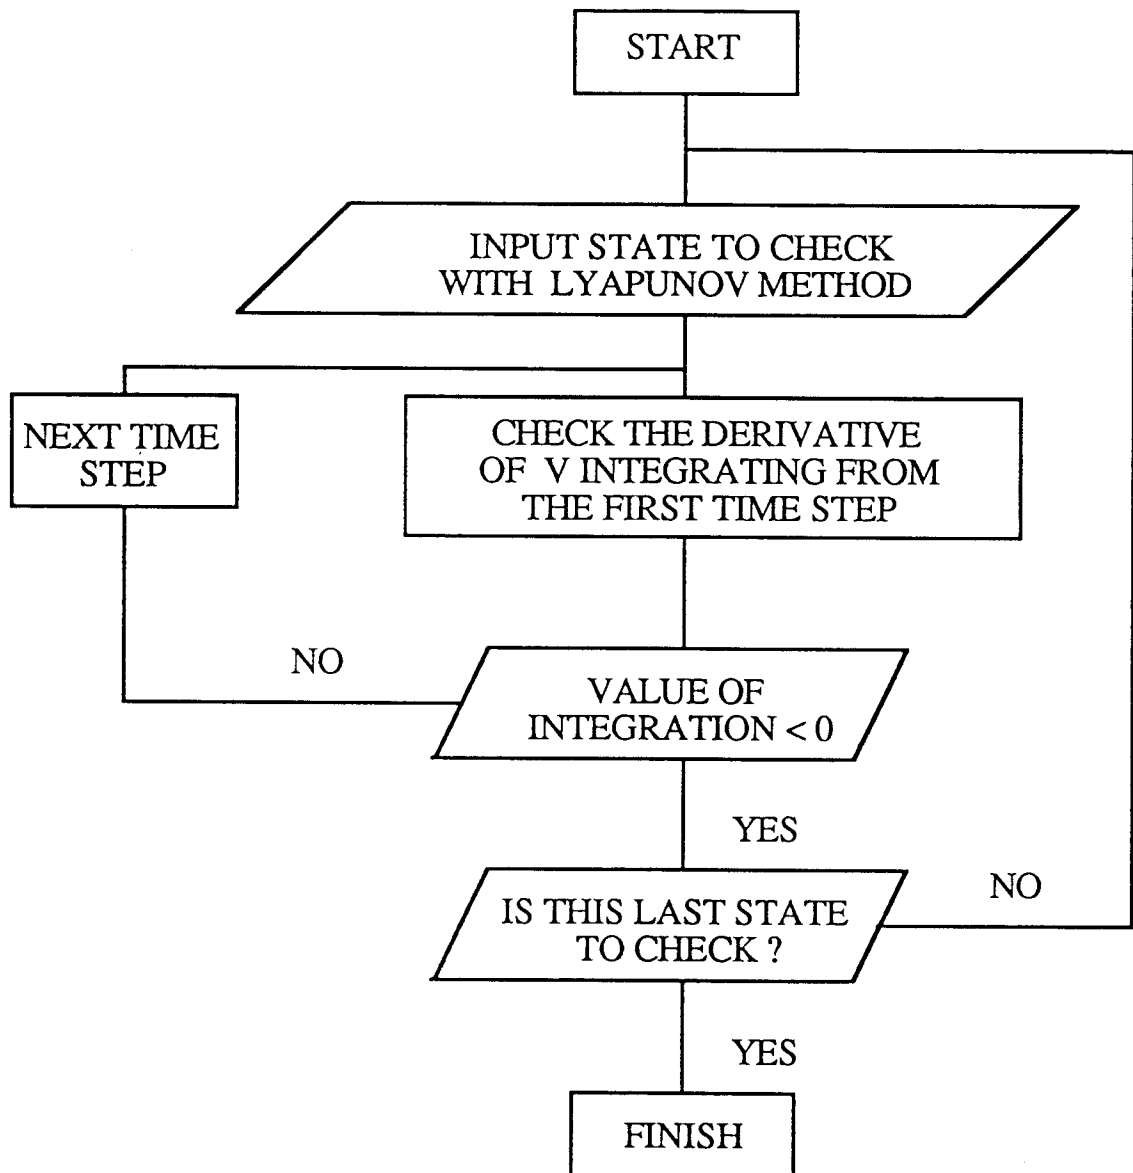 START
INPUT STATE TO CHECK
WITH LYAPUNOV METHOD
NEXT TIME
STEP
CHECK THE DERIVATIVE
OF V INTEGRATING FROM
THE FIRST TIME STEP
NO
VALUE OF
INTEGRATION < 0
YES
NO
IS THIS LAST STATE
TO CHECK ?
YES
FINISH